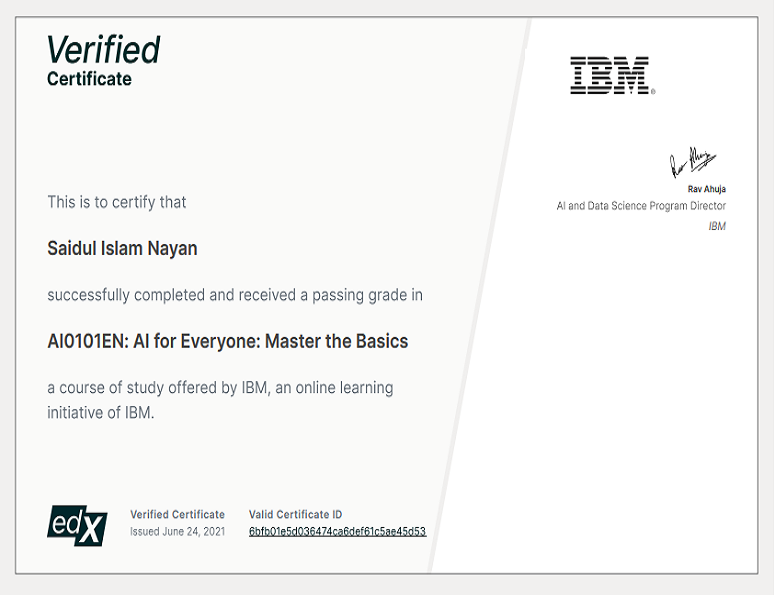 Verified
Certificate
IBM®
Rav Ahuja
AI and Data Science Program Director
IBM
This is to certify that
Saidul Islam Nayan
successfully completed and received a passing grade in
AI0101EN: AI for Everyone: Master the Basics
a course of study offered by IBM, an online learning
initiative of IBM.
edX
Verified Certificate
Issued June 24, 2021
Valid Certificate ID
6bfb01e5d036474ca6def61c5ae45d53